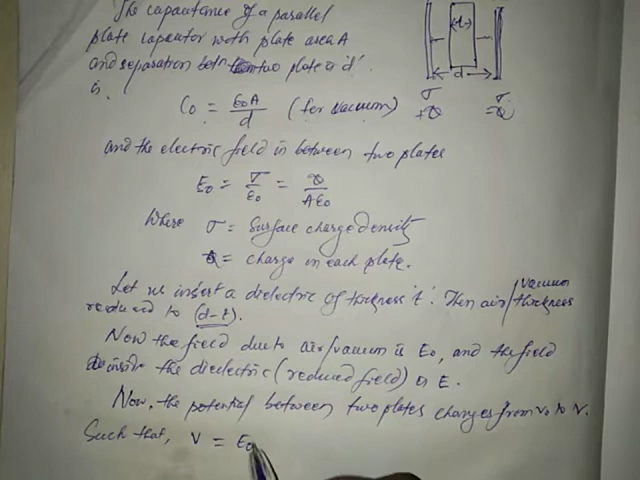 The capacitance of a parallel
plate capacitor with plate area A
and separation betn two plate is 'd'.
is.
t
d
C0 = ε0A/d (for vacuum)
σ σ
+Q -Q
and the electric field in between two plates
E0 = σ/ε0 = Q/Aε0
Where σ = Surface charge density
Q = charge in each plate.
Let we insert a dielectric of thickness 't'. Then air/vacuum thickness
reduced to (d-t).
Now the field due to air/vacuum is E0, and the field
inside the dielectric (reduced field) is E.
Now, the potential between two plates changes from V0 to V.
Such that, V = E0